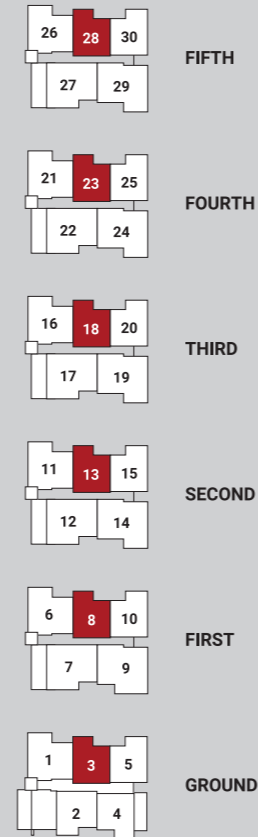 26 28 30
FIFTH
27 29
21 23 25
FOURTH
22 24
16 18 20
THIRD
17 19
11 13 15
SECOND
12 14
6 8 10
FIRST
7 9
1 3 5
GROUND
2 4